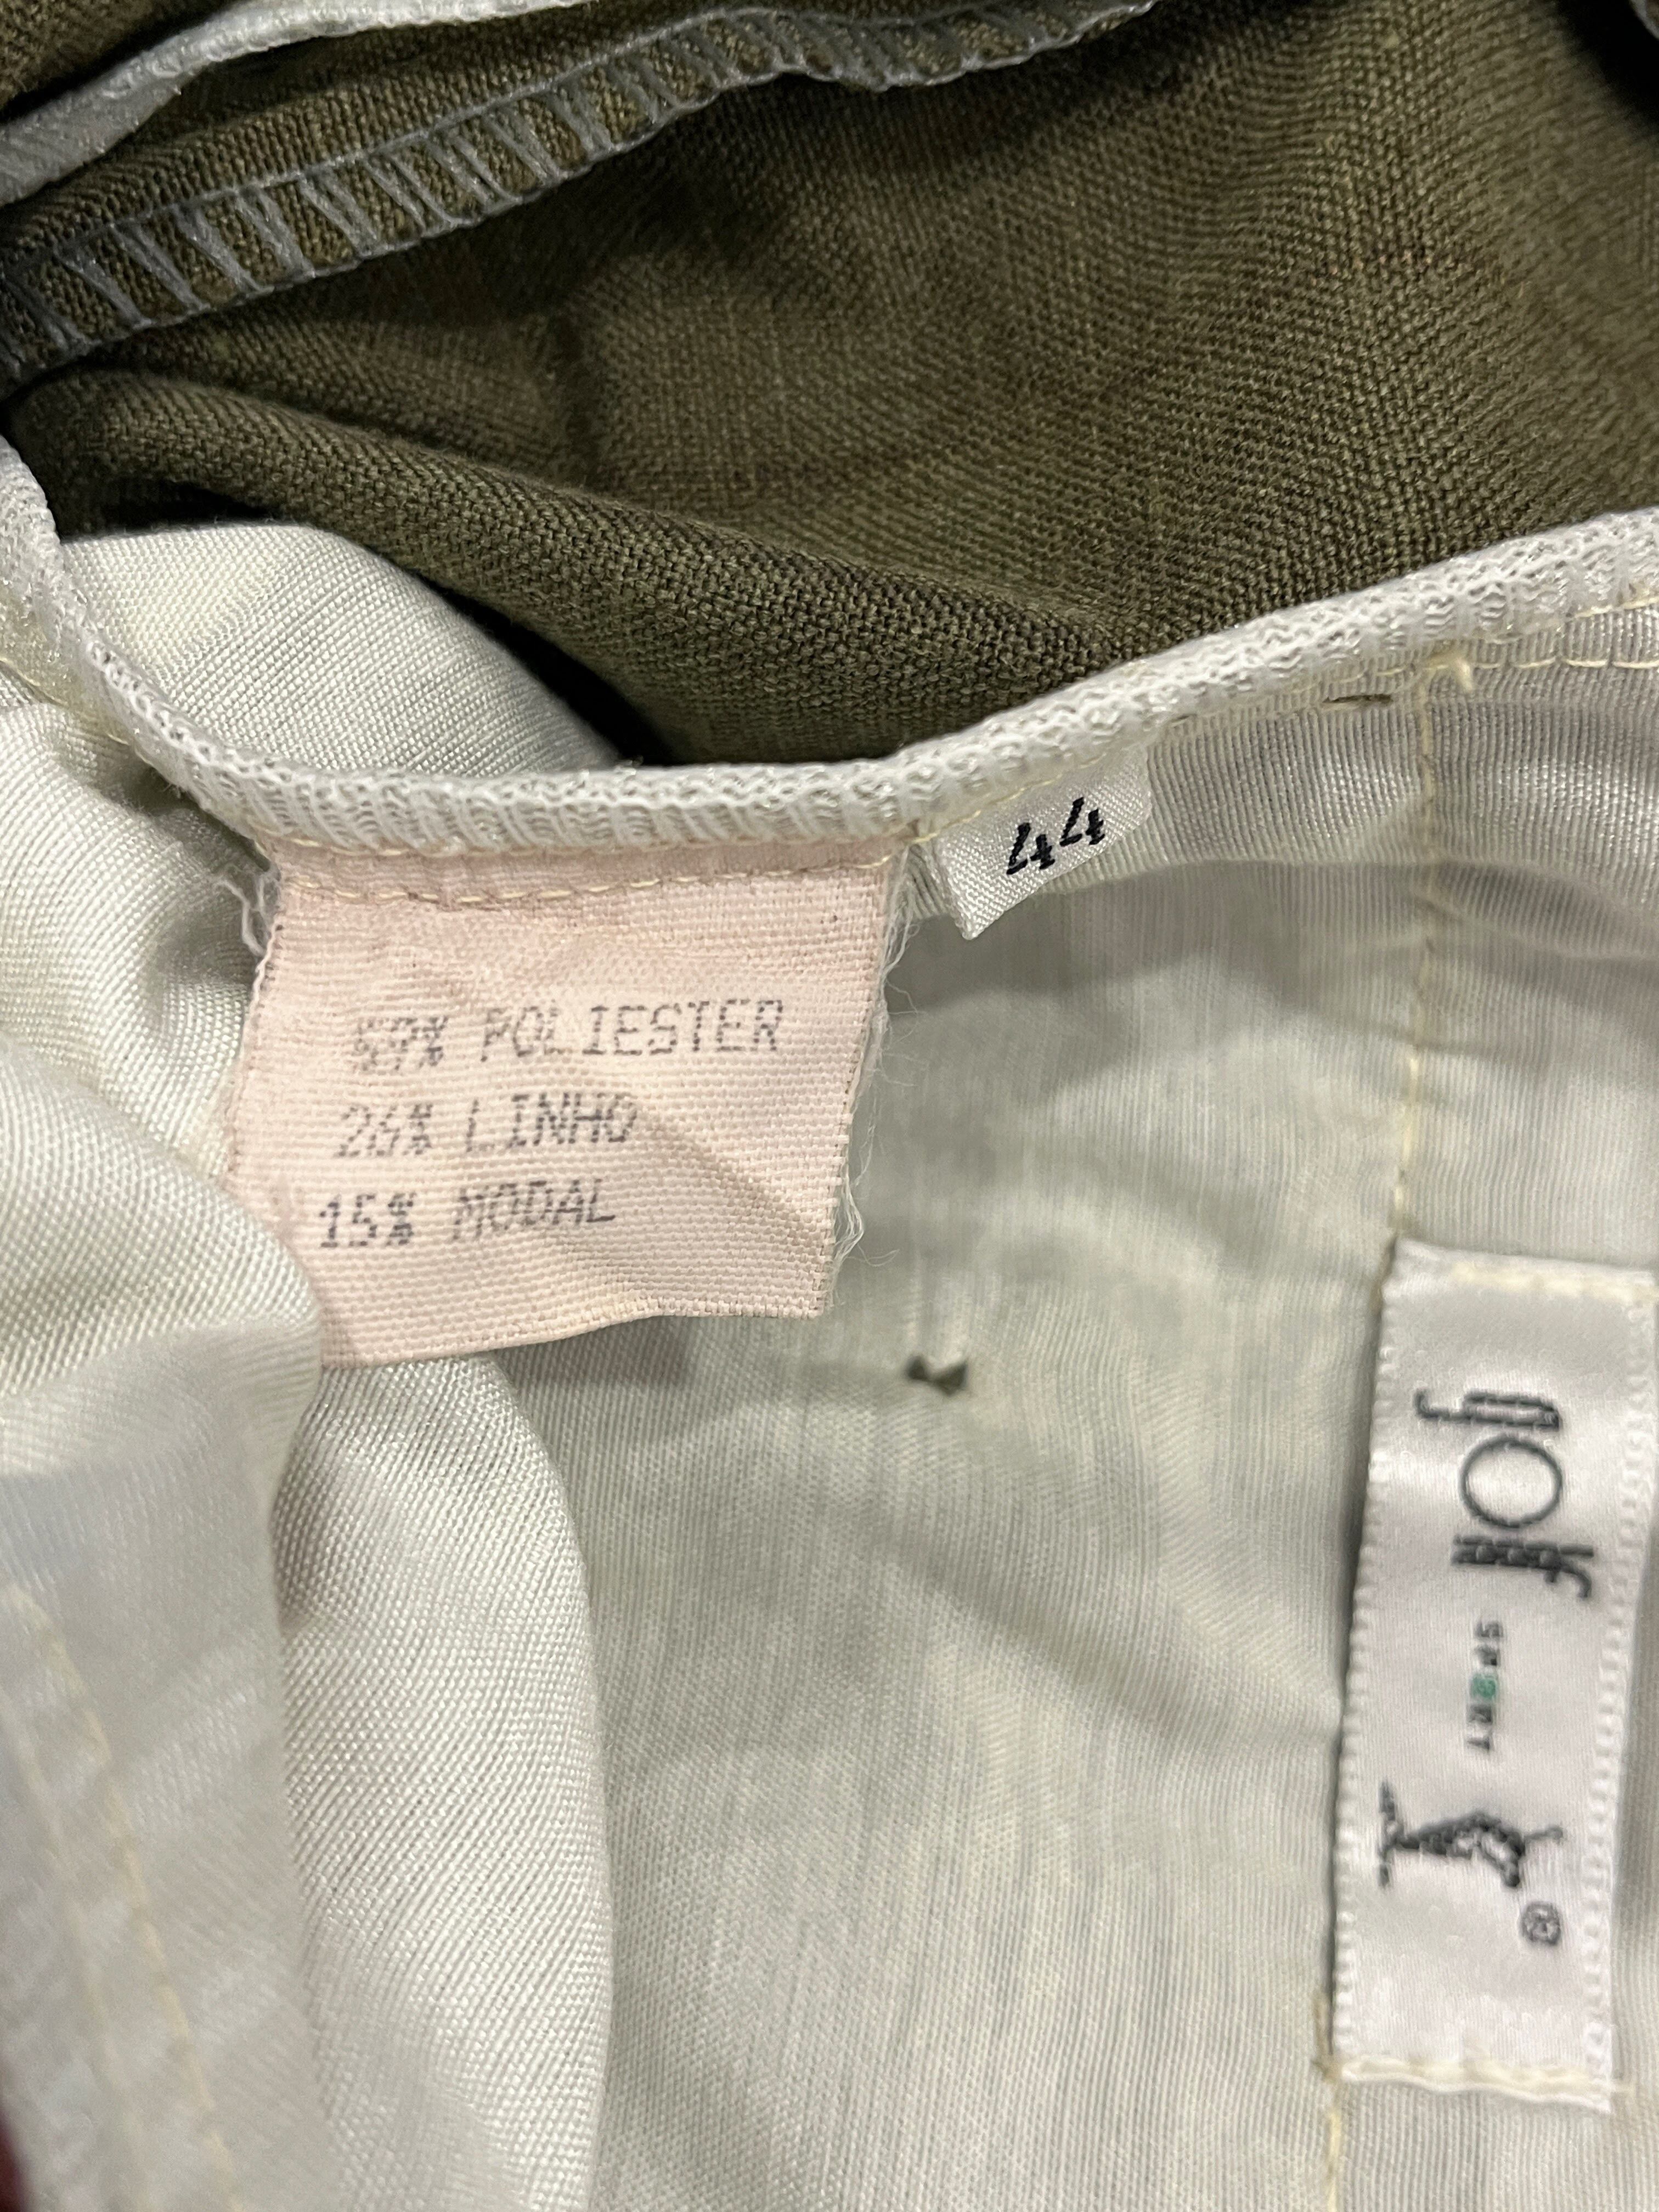 44
59% POLIESTER
26% LINHO
15% MODAL
golf
SPORT
®